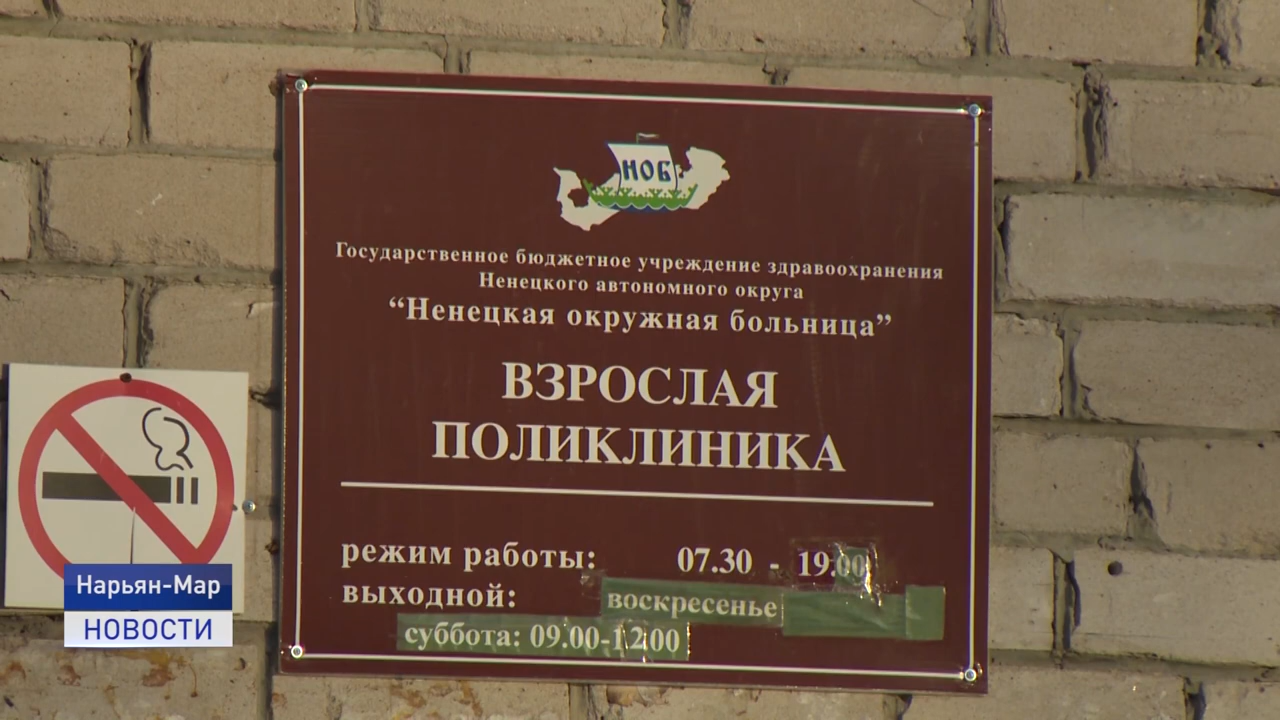 НОБ
Государственное бюджетное учреждение здравоохранения
Ненецкого автономного округа
“Ненецкая окружная больница”
ВЗРОСЛАЯ
ПОЛИКЛИНИКА
режим работы: 07.30 - 19.00
выходной: воскресенье
суббота: 09.00-12.00
Нарьян-Мар
НОВОСТИ